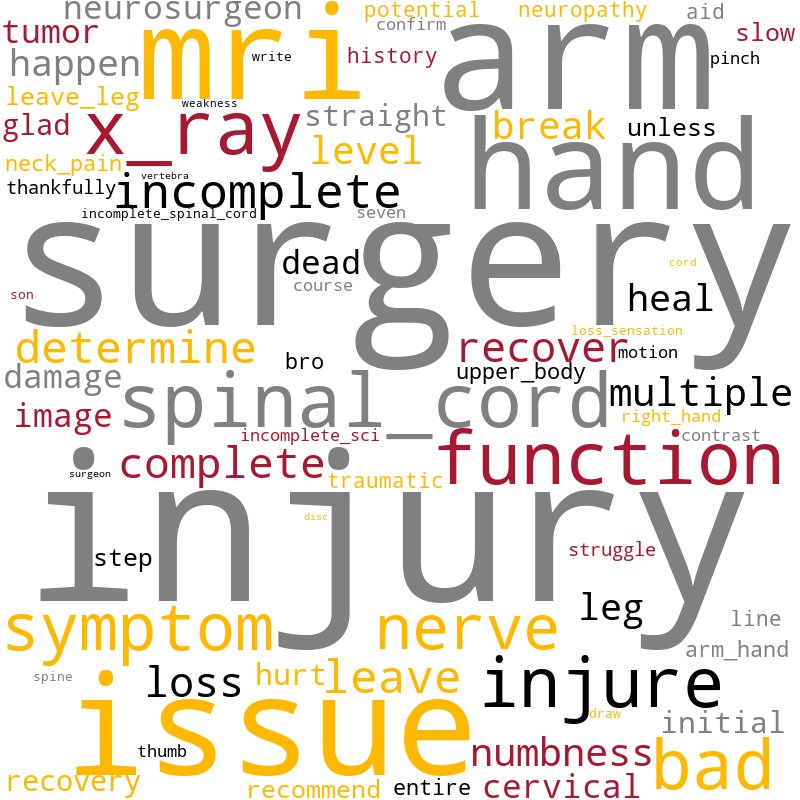 neurosurgeon potential neuropathy aid
tumor mri confirm arm slow
happen write history pinch
leave_leg weakness
glad x_ray straight break unless
neck_pain level hand
thankfully vertebra incomplete
incomplete_spinal_cord seven
surgery
dead cord
son course heal
loss_sensation
determine bro recover motion
damage spinal_cord upper_body multiple
image right_hand
incomplete_sci contrast
surgeon complete function
traumatic
injury
disc
step struggle
leg
symptom nerve line
arm_hand
spine loss hurt leave injure
issue draw initial
thumb numbness bad
recovery recommend entire cervical